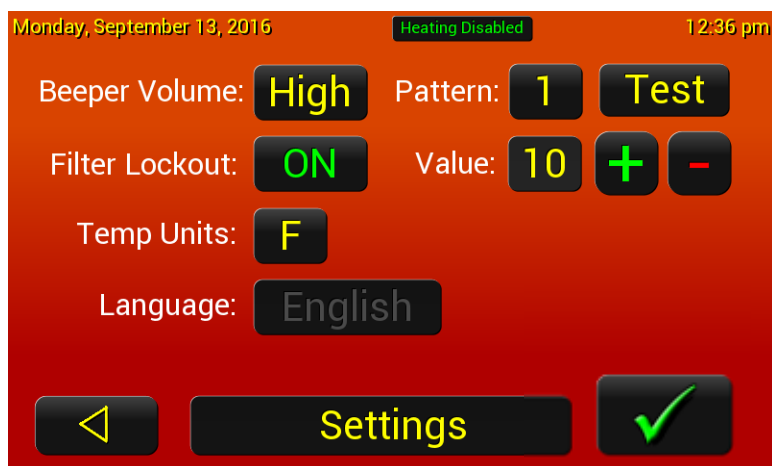 Monday, September 13, 2016 Heating Disabled 12:36 pm
Beeper Volume: High Pattern: 1 Test
Filter Lockout: ON Value: 10 + -
Temp Units: F
Language: English
Settings